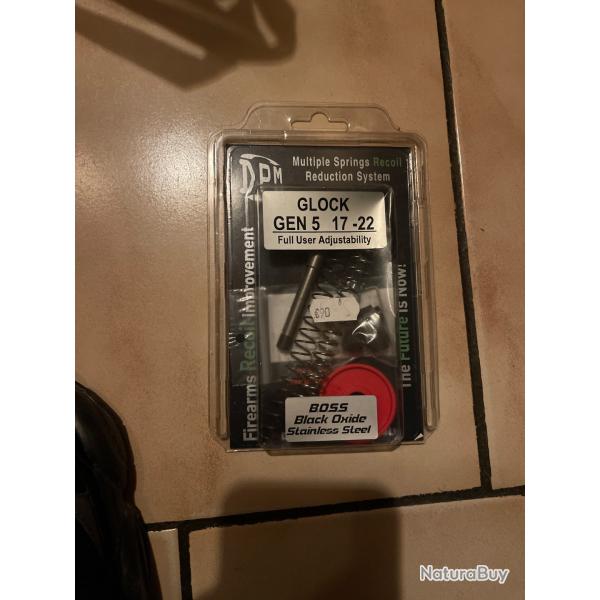 DPM
Multiple Springs Recoil
Reduction System
GLOCK
GEN 5 17 -22
Full User Adjustability
Firearms Recoil Improvement
The Future Is Now!
BOSS
Black Oxide
Stainless Steel
NaturaBuy